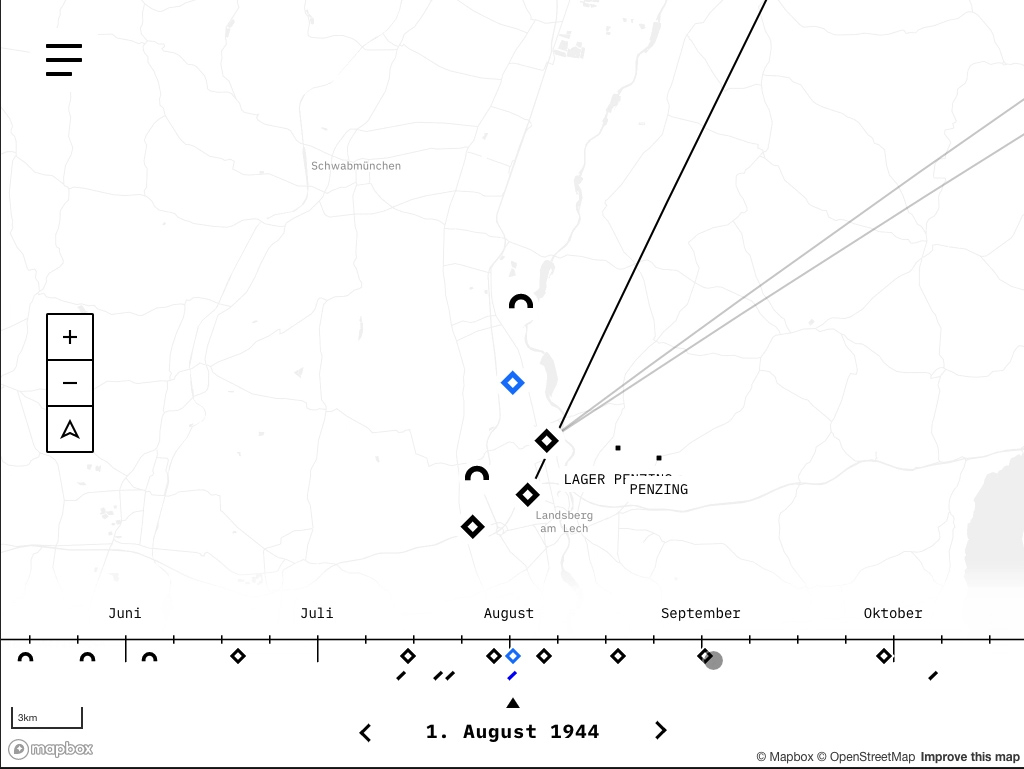 Schwabmünchen
+
−
LAGER PENZING
PENZING
Landsberg
am Lech
Juni
Juli
August
September
Oktober
3km
1. August 1944
mapbox
© Mapbox © OpenStreetMap Improve this map